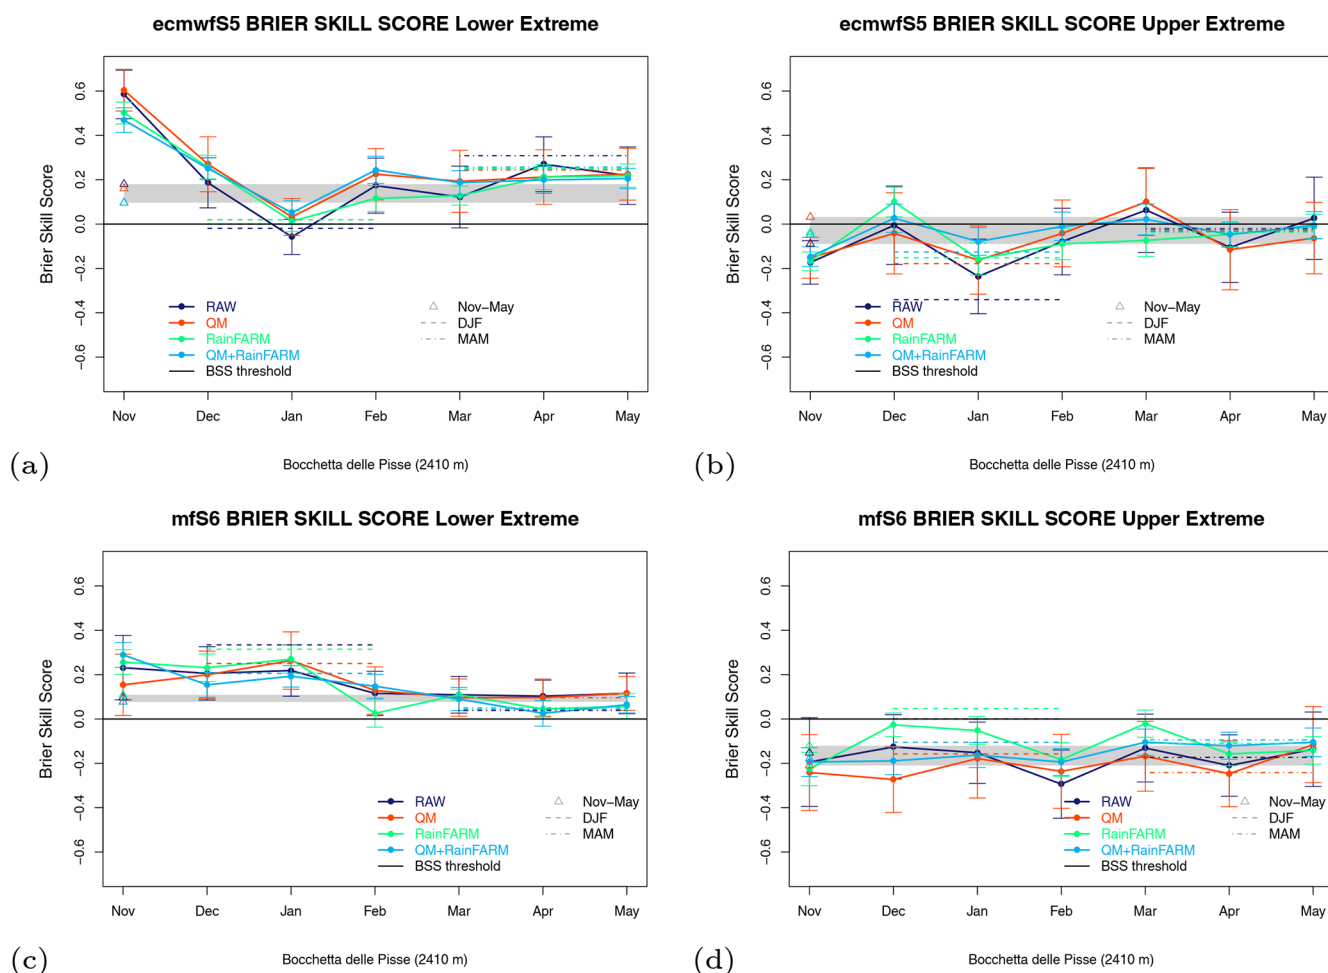 ecmwfS5 BRIER SKILL SCORE Lower Extreme
Brier Skill Score
0.6
0.4
0.2
0.0
−0.2
−0.4
−0.6
RAW
QM
RainFARM
QM+RainFARM
BSS threshold
Nov−May
DJF
MAM
Nov Dec Jan Feb Mar Apr May
(a)
Bocchetta delle Pisse (2410 m)
ecmwfS5 BRIER SKILL SCORE Upper Extreme
Brier Skill Score
0.6
0.4
0.2
0.0
−0.2
−0.4
−0.6
RAW
QM
RainFARM
QM+RainFARM
BSS threshold
Nov−May
DJF
MAM
Nov Dec Jan Feb Mar Apr May
(b)
Bocchetta delle Pisse (2410 m)
mfS6 BRIER SKILL SCORE Lower Extreme
Brier Skill Score
0.6
0.4
0.2
0.0
−0.2
−0.4
−0.6
RAW
QM
RainFARM
QM+RainFARM
BSS threshold
Nov−May
DJF
MAM
Nov Dec Jan Feb Mar Apr May
(c)
Bocchetta delle Pisse (2410 m)
mfS6 BRIER SKILL SCORE Upper Extreme
Brier Skill Score
0.6
0.4
0.2
0.0
−0.2
−0.4
−0.6
RAW
QM
RainFARM
QM+RainFARM
BSS threshold
Nov−May
DJF
MAM
Nov Dec Jan Feb Mar Apr May
(d)
Bocchetta delle Pisse (2410 m)